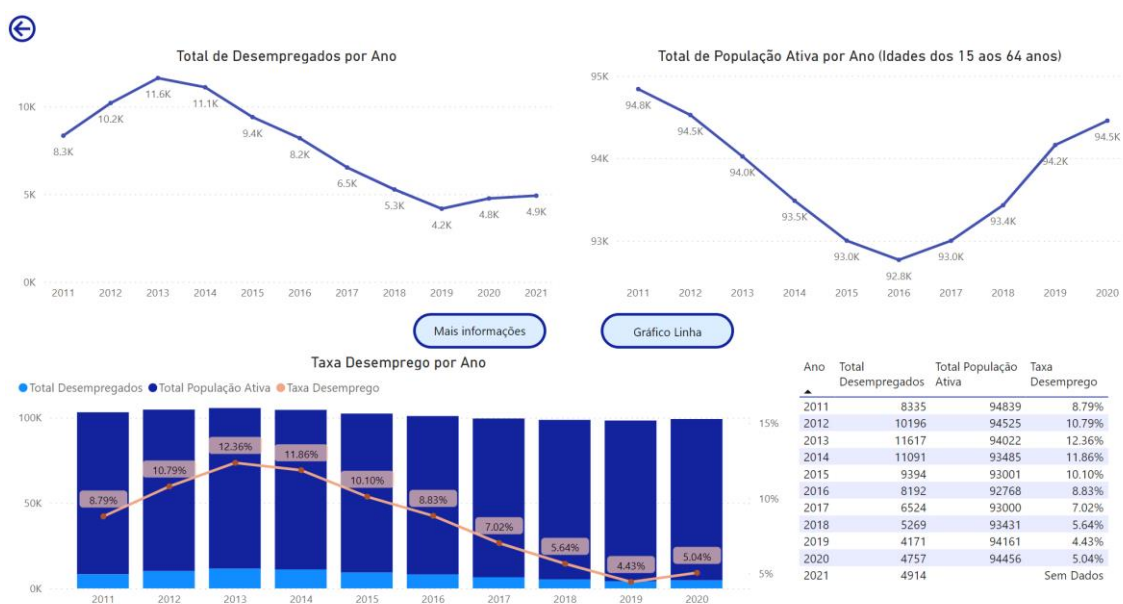 Total de Desempregados por Ano
10K
5K
0K
8.3K
10.2K
11.6K
11.1K
9.4K
8.2K
6.5K
5.3K
4.2K
4.8K
4.9K
2011 2012 2013 2014 2015 2016 2017 2018 2019 2020 2021
Total de População Ativa por Ano (Idades dos 15 aos 64 anos)
95K
94K
93K
94.8K
94.5K
94.0K
93.5K
93.0K
92.8K
93.0K
93.4K
94.2K
94.5K
2011 2012 2013 2014 2015 2016 2017 2018 2019 2020
Mais informações
Gráfico Linha
Taxa Desemprego por Ano
Total Desempregados Total População Ativa Taxa Desemprego
100K
50K
0K
15%
10%
5%
8.79%
10.79%
12.36%
11.86%
10.10%
8.83%
7.02%
5.64%
4.43%
5.04%
2011 2012 2013 2014 2015 2016 2017 2018 2019 2020
Ano Total Total População Taxa
Desempregados Ativa Desemprego
2011 8335 94839 8.79%
2012 10196 94525 10.79%
2013 11617 94022 12.36%
2014 11091 93485 11.86%
2015 9394 93001 10.10%
2016 8192 92768 8.83%
2017 6524 93000 7.02%
2018 5269 93431 5.64%
2019 4171 94161 4.43%
2020 4757 94456 5.04%
2021 4914 Sem Dados